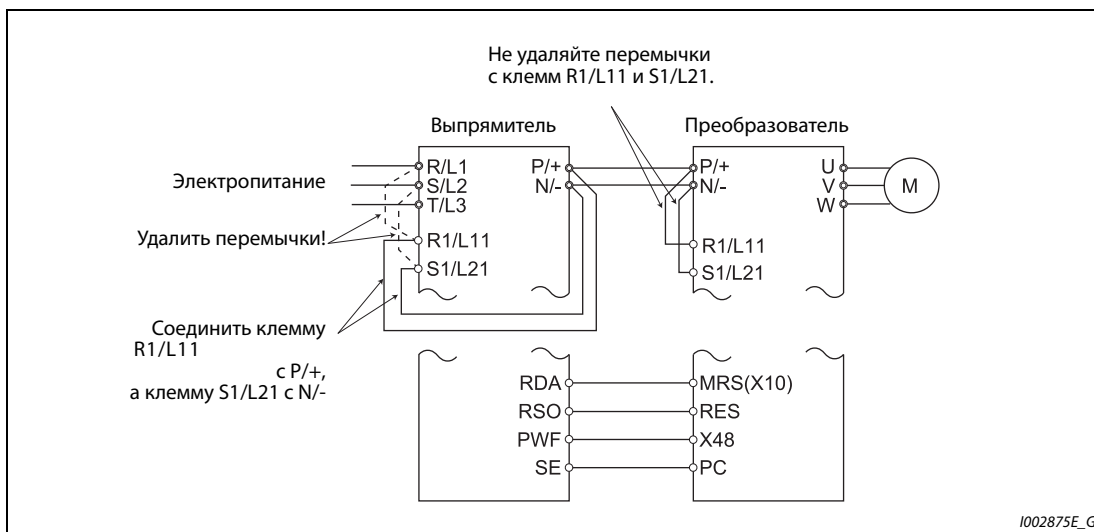 Не удаляйте перемычки
с клемм R1/L11 и S1/L21.
Выпрямитель
Преобразователь
Электропитание
R/L1
S/L2
T/L3
P/+
N/-
P/+
N/-
U
V
W
M
Удалить перемычки!
R1/L11
S1/L21
R1/L11
S1/L21
Соединить клемму
R1/L11
с P/+,
а клемму S1/L21 с N/-
RDA
MRS(X10)
RSO
RES
PWF
X48
SE
PC
I002875E_G